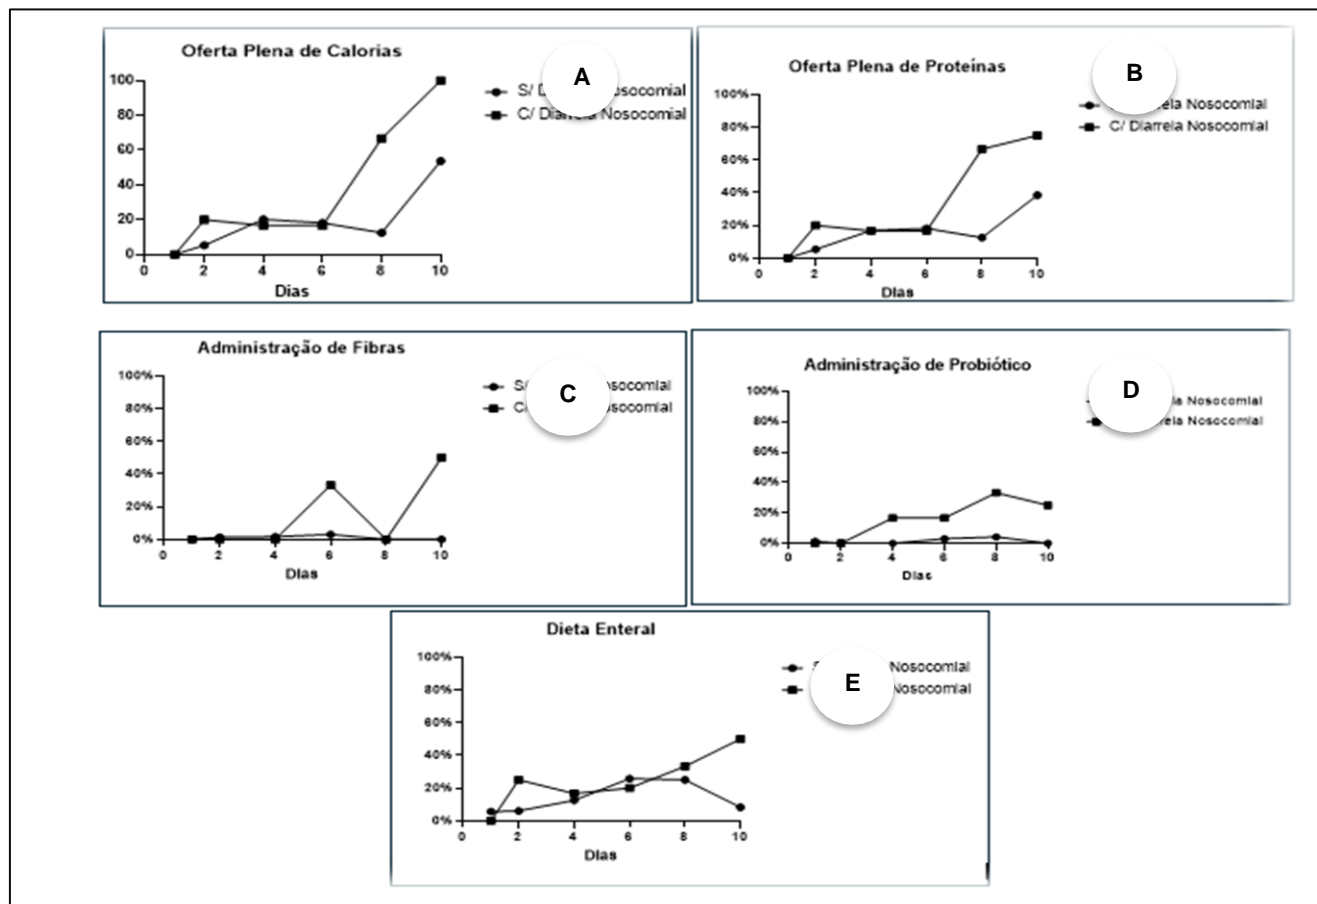 Oferta Plena de Calorias
A
S/ D Nosocomial
C/ Diarreia Nosocomial
100
80
60
40
20
0
0 2 4 6 8 10
Dias
Oferta Plena de Proteínas
B
Nosocomial
C/ Diarreia Nosocomial
100%
80%
60%
40%
20%
0%
0 2 4 6 8 10
Dias
Administração de Fibras
C
S/ Nosocomial
C/ Nosocomial
100%
80%
60%
40%
20%
0%
0 2 4 6 8 10
Dias
Administração de Probiótico
D
Nosocomial
Nosocomial
100%
80%
60%
40%
20%
0%
0 2 4 6 8 10
Dias
Dieta Enteral
E
Nosocomial
Nosocomial
100%
80%
60%
40%
20%
0%
0 2 4 6 8 10
Dias